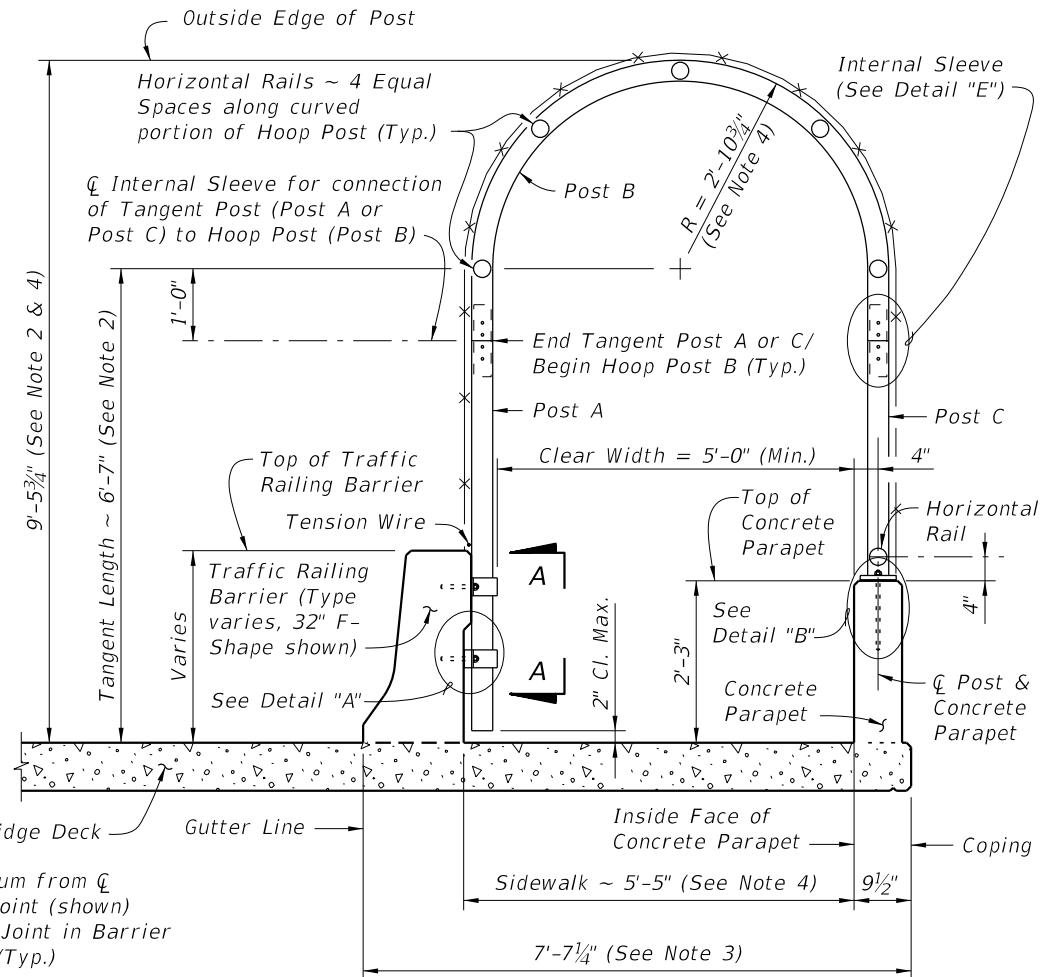 Outside Edge of Post
Horizontal Rails ~ 4 Equal
Spaces along curved
portion of Hoop Post (Typ.)
Internal Sleeve
(See Detail "E")
℄ Internal Sleeve for connection
of Tangent Post (Post A or
Post C) to Hoop Post (Post B)
Post B
R = 2'-10¾"
(See Note 4)
9'-5¾" (See Note 2 & 4)
Tangent Length ~ 6'-7" (See Note 2)
1'-0"
End Tangent Post A or C/
Begin Hoop Post B (Typ.)
Post A
Post C
Clear Width = 5'-0" (Min.)
4"
Top of Traffic
Railing Barrier
Tension Wire
Top of
Concrete
Parapet
Horizontal
Rail
A
Traffic Railing
Barrier (Type
varies, 32" F-
Shape shown)
Varies
See Detail "A"
A
2" Cl. Max.
2'-3"
See
Detail "B"
4"
Concrete
Parapet
℄ Post &
Concrete
Parapet
idge Deck
Gutter Line
Inside Face of
Concrete Parapet
Coping
um from ℄
oint (shown)
Joint in Barrier
(Typ.)
Sidewalk ~ 5'-5" (See Note 4)
9½"
7'-7¼" (See Note 3)